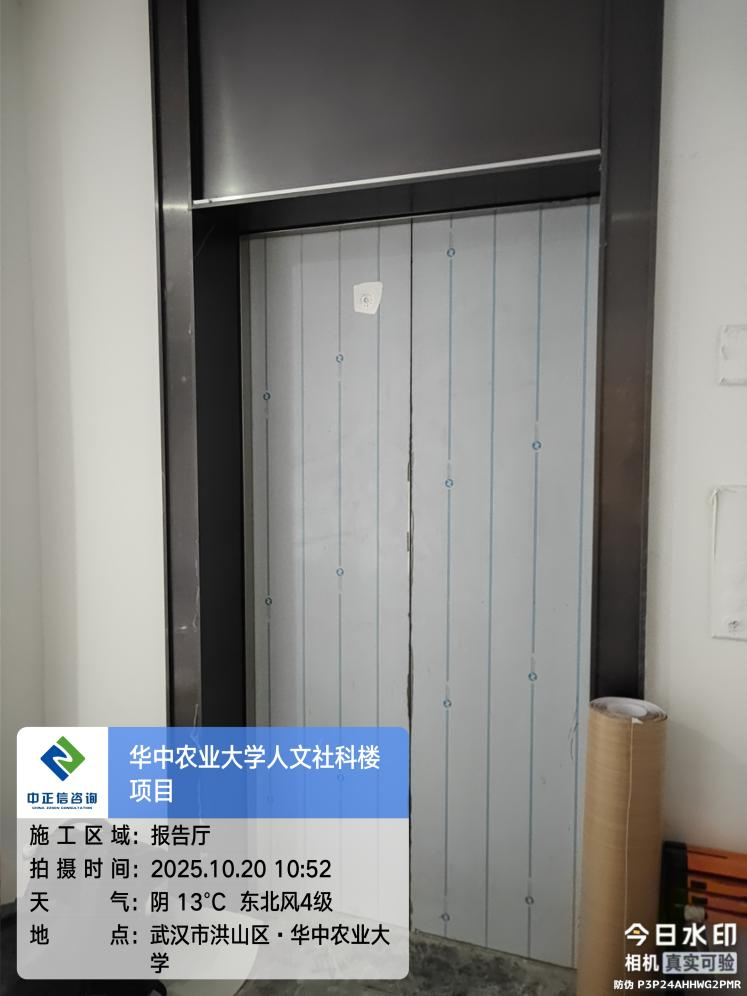 中正信咨询
CHINA ZZXIN CONSULTATION
华中农业大学人文社科楼
项目
施工区域：报告厅
拍摄时间：2025.10.20 10:52
天气：阴 13°C 东北风4级
地点：武汉市洪山区·华中农业大
学
今日水印
相机 真实可验
防伪 P3P24AHHWG2PMR